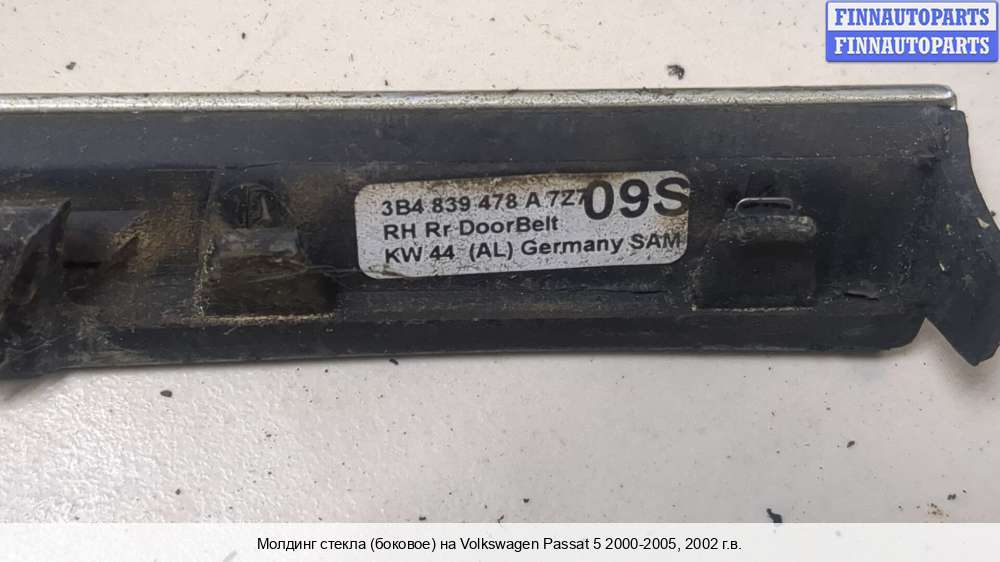 FINNAUTOPARTS
FINNAUTOPARTS
3B4 839 478 A 7Z7 09S
RH Rr DoorBelt
KW 44 (AL) Germany SAM
Молдинг стекла (боковое) на Volkswagen Passat 5 2000-2005, 2002 г.в.